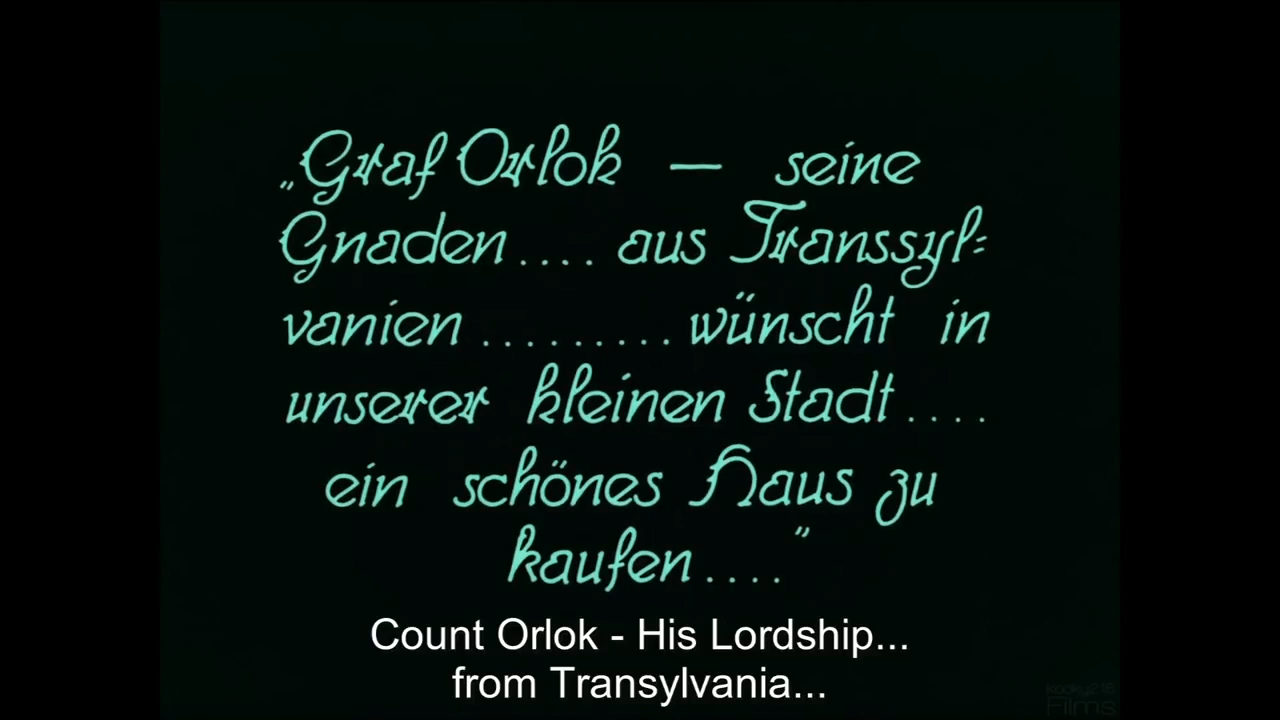 „Graf Orlok — seine
Gnaden.... aus Transsyl=
vanien ......... wünscht in
unserer kleinen Stadt....
ein schönes Haus zu
kaufen...."
Count Orlok - His Lordship...
from Transylvania...
Films